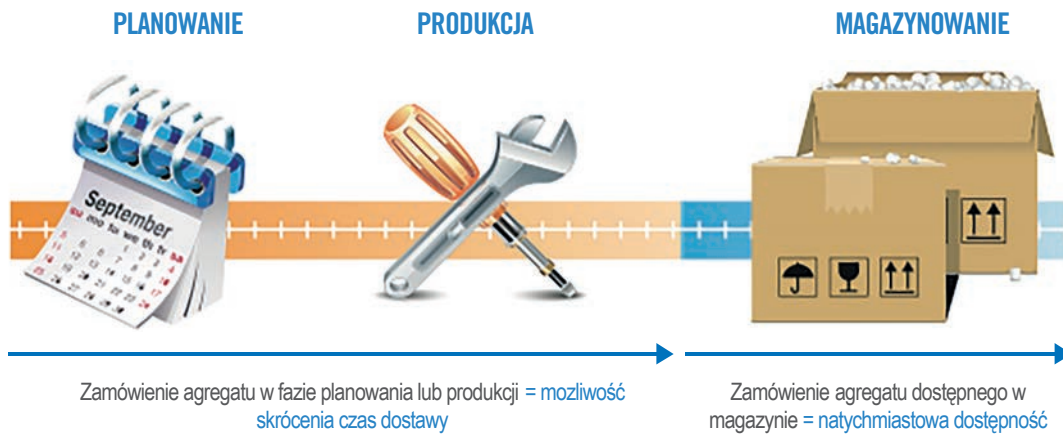 PLANOWANIE
PRODUKCJA
MAGAZYNOWANIE
September
Zamówienie agregatu w fazie planowania lub produkcji = mozliwość
skrócenia czas dostawy
Zamówienie agregatu dostępnego w
magazynie = natychmiastowa dostępność